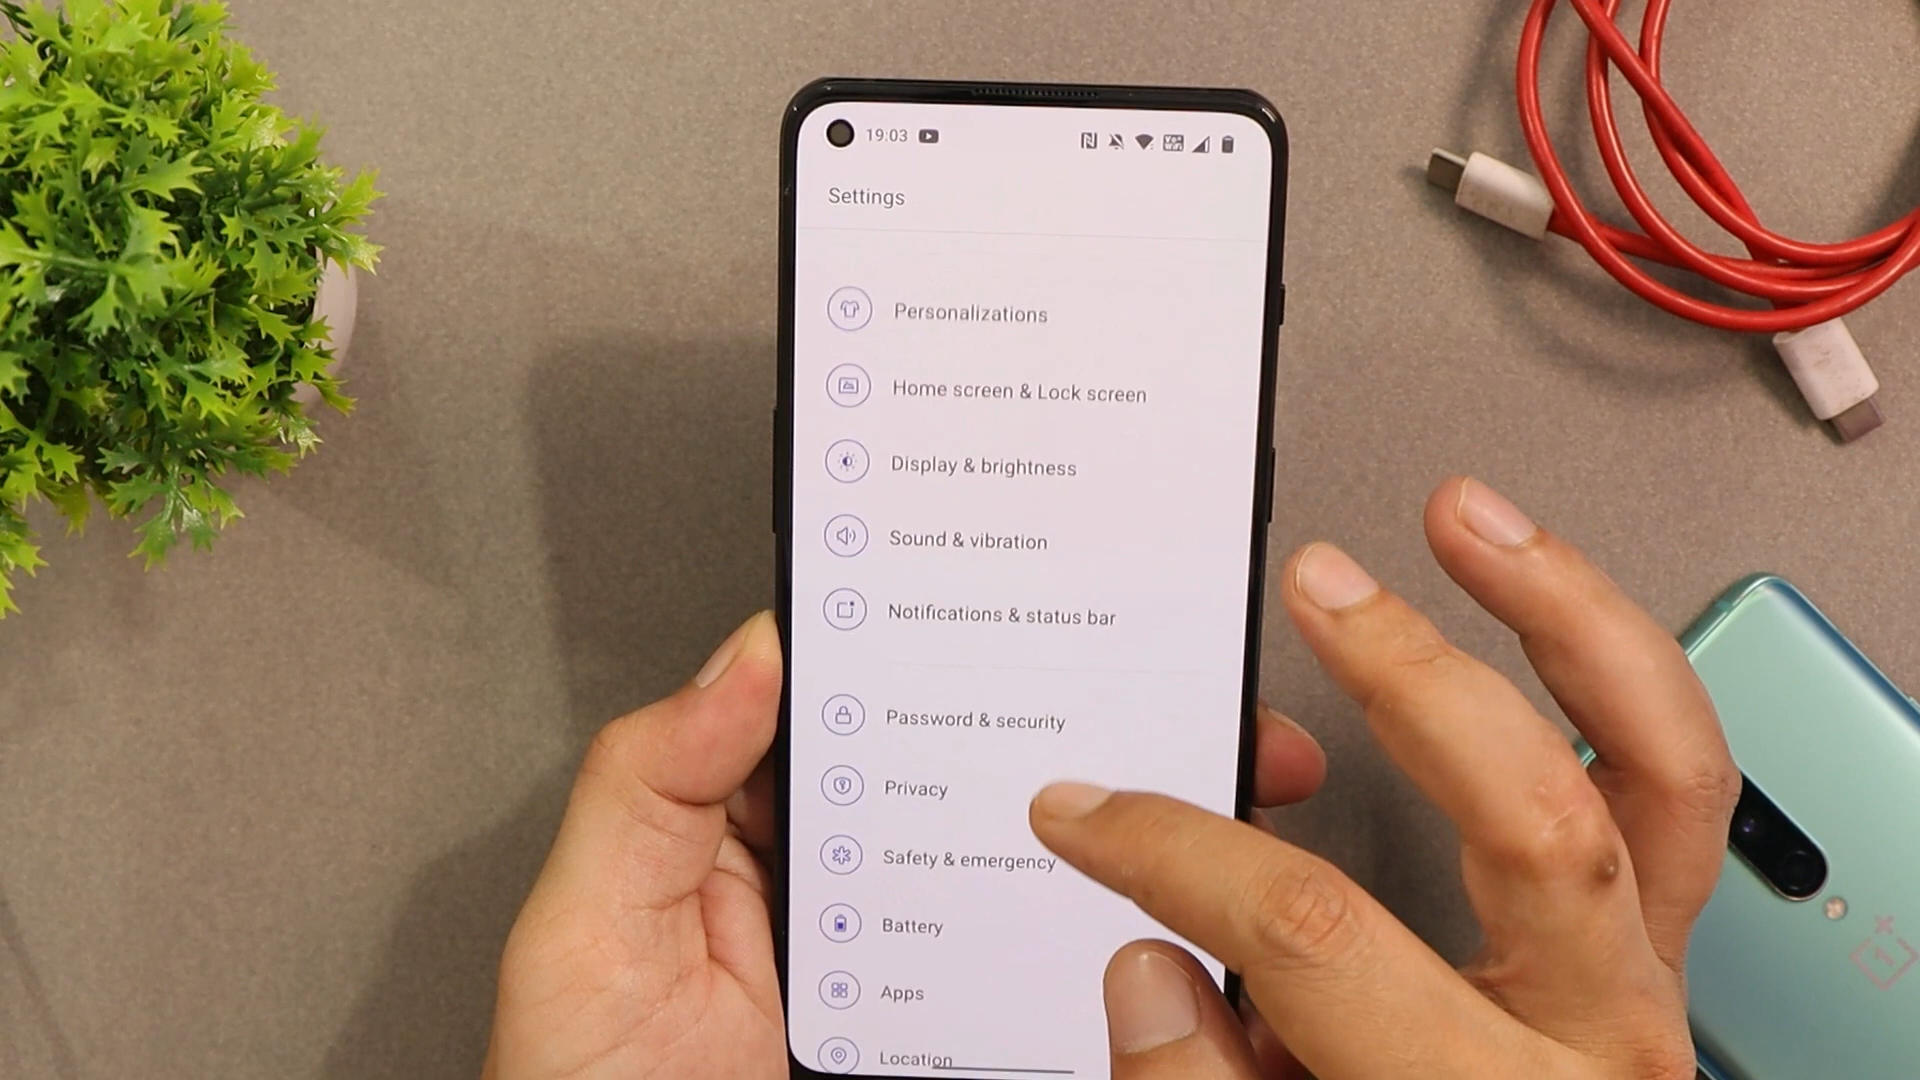 19:03
Settings
Personalizations
Home screen & Lock screen
Display & brightness
Sound & vibration
Notifications & status bar
Password & security
Privacy
Safety & emergency
Battery
Apps
Location
1+